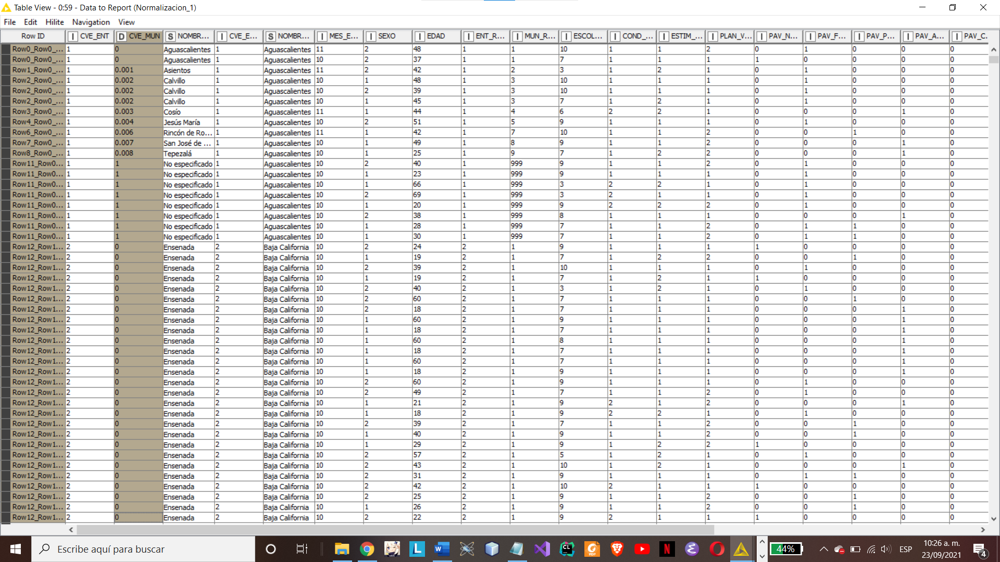 Table View - 0:59 - Data to Report (Normalizacion_1)
File Edit Hilite Navigation View
Row ID I CVE_ENT D CVE_MUN S NOMBR... I CVE_E... S NOMBR... I MES_E... I SEXO I EDAD I ENT_R... I MUN_R... I ESCOL... I COND_... I ESTIM_... I PLAN_V... I PAV_N... I PAV_F... I PAV_P... I PAV_A... I PAV_C.
Row0_Row0_... 1 0 Aguascalientes 1 Aguascalientes 11 2 48 1 1 10 1 1 2 0 1 0 0 0
Row0_Row0_... 1 0 Aguascalientes 1 Aguascalientes 10 2 37 1 1 7 1 1 1 1 0 0 0 0
Row1_Row0_... 1 0.001 Asientos 1 Aguascalientes 11 2 42 1 2 3 1 2 1 0 1 0 0 0
Row2_Row0_... 1 0.002 Calvillo 1 Aguascalientes 10 1 48 1 3 10 1 1 1 0 1 0 0 0
Row2_Row0_... 1 0.002 Calvillo 1 Aguascalientes 10 2 39 1 3 10 1 1 1 0 1 0 0 0
Row2_Row0_... 1 0.002 Calvillo 1 Aguascalientes 10 1 45 1 3 7 1 2 1 0 1 0 0 0
Row3_Row0_... 1 0.003 Cosío 1 Aguascalientes 11 1 44 1 4 6 2 2 1 0 0 0 1 0
Row4_Row0_... 1 0.004 Jesús María 1 Aguascalientes 10 2 51 1 5 9 1 1 1 0 1 0 0 0
Row6_Row0_... 1 0.006 Rincón de Ro... 1 Aguascalientes 11 1 42 1 7 10 1 1 2 0 0 1 0 0
Row7_Row0_... 1 0.007 San José de ... 1 Aguascalientes 10 1 49 1 8 9 1 1 2 0 0 0 1 0
Row8_Row0_... 1 0.008 Tepezalá 1 Aguascalientes 10 1 25 1 9 7 1 2 2 0 0 0 1 0
Row11_Row0... 1 1 No especificado 1 Aguascalientes 10 2 40 1 999 9 1 1 2 0 1 0 0 0
Row11_Row0... 1 1 No especificado 1 Aguascalientes 10 1 23 1 999 9 1 1 1 0 1 0 0 0
Row11_Row0... 1 1 No especificado 1 Aguascalientes 10 1 66 1 999 3 2 2 1 0 1 0 0 0
Row11_Row0... 1 1 No especificado 1 Aguascalientes 10 2 69 1 999 3 2 1 1 0 1 0 0 0
Row11_Row0... 1 1 No especificado 1 Aguascalientes 10 1 20 1 999 9 2 2 2 0 1 0 0 0
Row11_Row0... 1 1 No especificado 1 Aguascalientes 10 2 38 1 999 8 1 1 1 0 0 0 1 0
Row11_Row0... 1 1 No especificado 1 Aguascalientes 10 1 28 1 999 7 1 1 2 0 1 1 0 0
Row11_Row0... 1 1 No especificado 1 Aguascalientes 10 1 30 1 999 7 1 1 2 0 1 1 0 0
Row12_Row1... 2 0 Ensenada 2 Baja California 10 2 24 2 1 9 1 1 1 1 0 0 0 0
Row12_Row1... 2 0 Ensenada 2 Baja California 10 1 19 2 1 7 1 2 2 0 0 1 0 0
Row12_Row1... 2 0 Ensenada 2 Baja California 10 2 39 2 1 10 1 1 1 0 1 0 0 0
Row12_Row1... 2 0 Ensenada 2 Baja California 10 1 19 2 1 7 1 2 1 1 0 0 0 0
Row12_Row1... 2 0 Ensenada 2 Baja California 10 2 40 2 1 3 1 2 1 0 1 0 0 0
Row12_Row1... 2 0 Ensenada 2 Baja California 10 2 60 2 1 7 1 1 1 0 0 1 0 0
Row12_Row1... 2 0 Ensenada 2 Baja California 10 2 18 2 1 7 1 1 1 0 0 0 1 0
Row12_Row1... 2 0 Ensenada 2 Baja California 10 1 60 2 1 9 1 1 1 0 0 0 1 0
Row12_Row1... 2 0 Ensenada 2 Baja California 10 1 18 2 1 7 1 1 1 0 0 0 1 0
Row12_Row1... 2 0 Ensenada 2 Baja California 10 1 60 2 1 8 1 1 1 0 0 0 1 0
Row12_Row1... 2 0 Ensenada 2 Baja California 10 1 18 2 1 7 1 1 1 0 0 0 1 0
Row12_Row1... 2 0 Ensenada 2 Baja California 10 1 60 2 1 7 1 1 1 0 0 0 1 0
Row12_Row1... 2 0 Ensenada 2 Baja California 10 1 18 2 1 9 1 1 1 0 0 0 1 0
Row12_Row1... 2 0 Ensenada 2 Baja California 10 2 60 2 1 9 1 1 1 0 1 0 0 0
Row12_Row1... 2 0 Ensenada 2 Baja California 10 2 49 2 1 7 1 1 2 0 1 0 0 0
Row12_Row1... 2 0 Ensenada 2 Baja California 10 1 21 2 1 9 2 1 2 0 0 0 1 0
Row12_Row1... 2 0 Ensenada 2 Baja California 10 1 18 2 1 9 2 2 1 0 1 0 0 0
Row12_Row1... 2 0 Ensenada 2 Baja California 10 2 39 2 1 7 1 1 2 0 0 1 0 0
Row12_Row1... 2 0 Ensenada 2 Baja California 10 1 40 2 1 9 1 1 2 0 0 1 0 0
Row12_Row1... 2 0 Ensenada 2 Baja California 10 1 29 2 1 9 1 2 2 1 0 0 0 0
Row12_Row1... 2 0 Ensenada 2 Baja California 10 2 57 2 1 5 1 2 1 0 1 0 0 0
Row12_Row1... 2 0 Ensenada 2 Baja California 10 2 43 2 1 10 1 2 1 0 0 0 1 0
Row12_Row1... 2 0 Ensenada 2 Baja California 10 2 31 2 1 9 1 1 1 0 1 1 0 0
Row12_Row1... 2 0 Ensenada 2 Baja California 10 2 42 2 1 10 2 1 1 1 0 0 0 0
Row12_Row1... 2 0 Ensenada 2 Baja California 10 2 25 2 1 9 1 1 2 0 0 1 0 0
Row12_Row1... 2 0 Ensenada 2 Baja California 10 1 26 2 1 9 1 1 2 0 0 1 0 0
Row12_Row1... 2 0 Ensenada 2 Baja California 10 2 22 2 1 9 2 1 1 1 0 0 0 0
Escribe aquí para buscar
44%
ESP
10:26 a. m.
23/09/2021
4